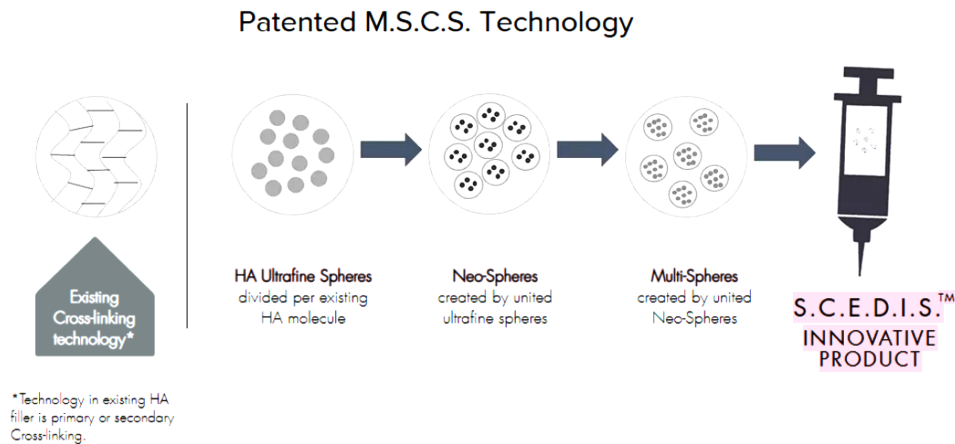 Patented M.S.C.S. Technology
Existing
Cross-linking
technology*
HA Ultrafine Spheres
divided per existing
HA molecule
Neo-Spheres
created by united
ultrafine spheres
Multi-Spheres
created by united
Neo-Spheres
S.C.E.D.I.S.™
INNOVATIVE
PRODUCT
*Technology in existing HA
filler is primary or secondary
Cross-linking.